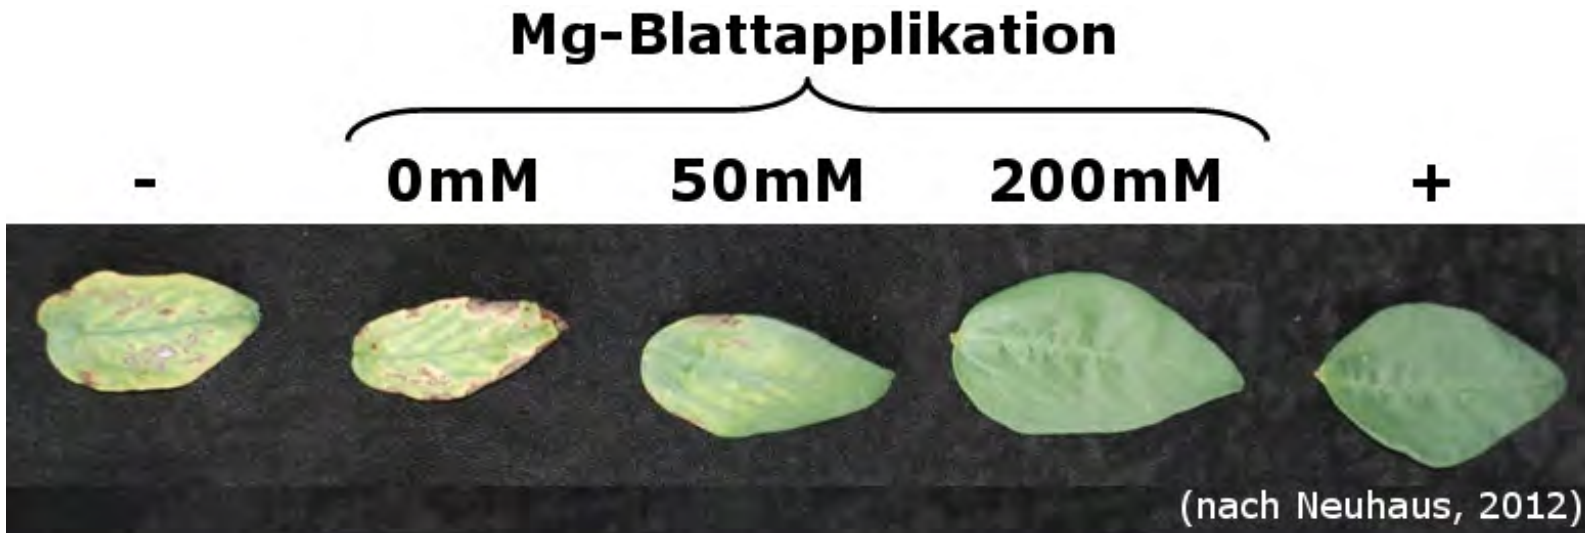 Mg-Blattapplikation
- 0mM 50mM 200mM +
(nach Neuhaus, 2012)